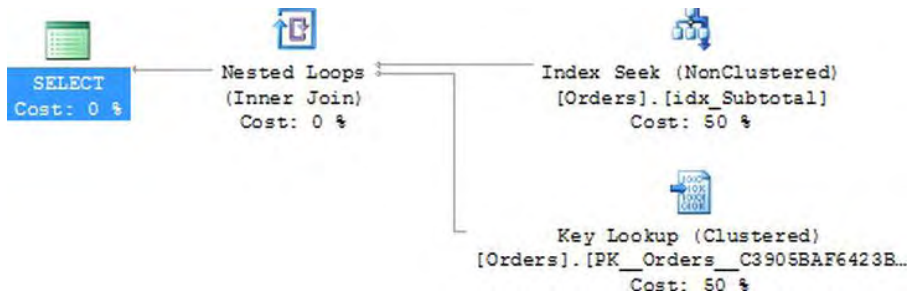 SELECT
Cost: 0 %
Nested Loops
(Inner Join)
Cost: 0 %
Index Seek (NonClustered)
[Orders].[idx_Subtotal]
Cost: 50 %
Key Lookup (Clustered)
[Orders].[PK__Orders__C3905BAF6423B…
Cost: 50 %